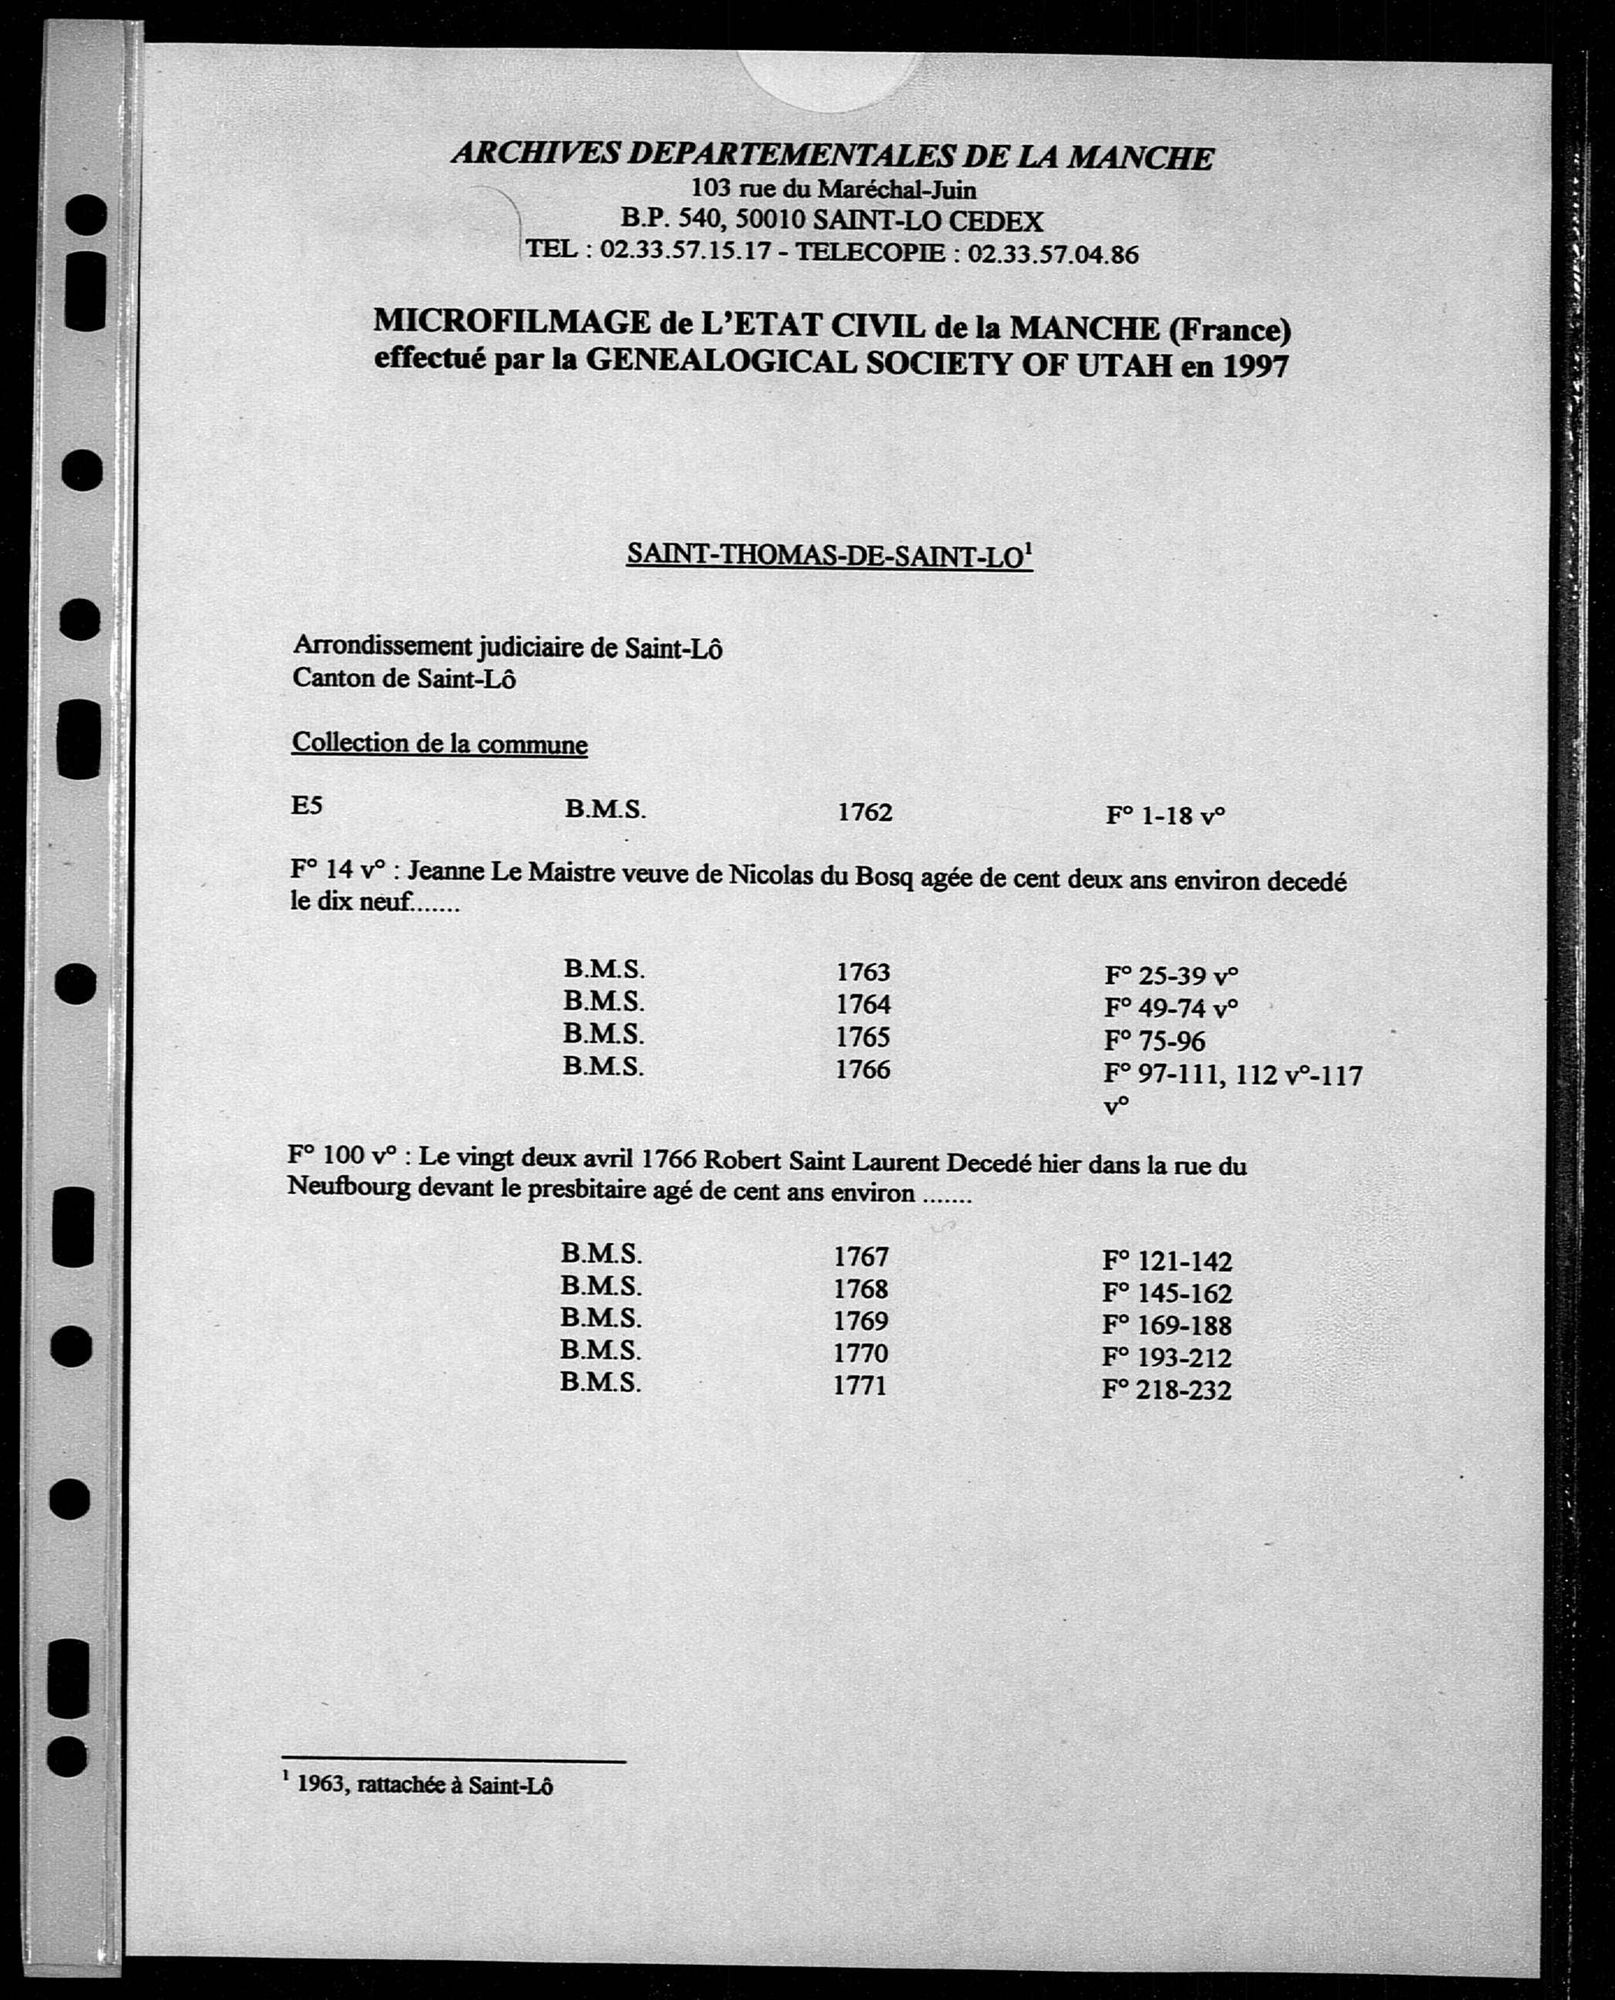 ARCHIVES DEPARTEMENTALES DE LA MANCHE
103 rue du Maréchal-Juin
B.P. 540, 50010 SAINT-LO CEDEX
TEL : 02.33.57.15.17 - TELECOPIE : 02.33.57.04.86
MICROFILMAGE de L'ETAT CIVIL de la MANCHE (France)
effectué par la GENEALOGICAL SOCIETY OF UTAH en 1997
SAINT-THOMAS-DE-SAINT-LO¹
Arrondissement judiciaire de Saint-Lô
Canton de Saint-Lô
Collection de la commune
E5 B.M.S. 1762 F° 1-18 v°
F° 14 v° : Jeanne Le Maistre veuve de Nicolas du Bosq agée de cent deux ans environ decedé
le dix neuf.......
B.M.S. 1763 F° 25-39 v°
B.M.S. 1764 F° 49-74 v°
B.M.S. 1765 F° 75-96
B.M.S. 1766 F° 97-111, 112 v°-117
v°
F° 100 v° : Le vingt deux avril 1766 Robert Saint Laurent Decedé hier dans la rue du
Neufbourg devant le presbitaire agé de cent ans environ .......
B.M.S. 1767 F° 121-142
B.M.S. 1768 F° 145-162
B.M.S. 1769 F° 169-188
B.M.S. 1770 F° 193-212
B.M.S. 1771 F° 218-232
¹ 1963, rattachée à Saint-Lô